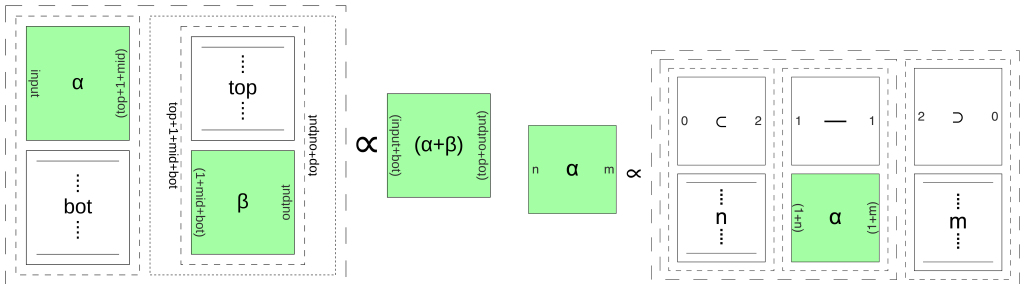 input
α
(top+1+mid)
bot
top+1+mid+bot
top
(1+mid+bot)
β
output
top+output
∝
(input+bot)
(α+β)
(top+output)
n
α
m
∝
0 ⊂ 2
n
1 — 1
(1+n)
α
(1+m)
2 ⊃ 0
m